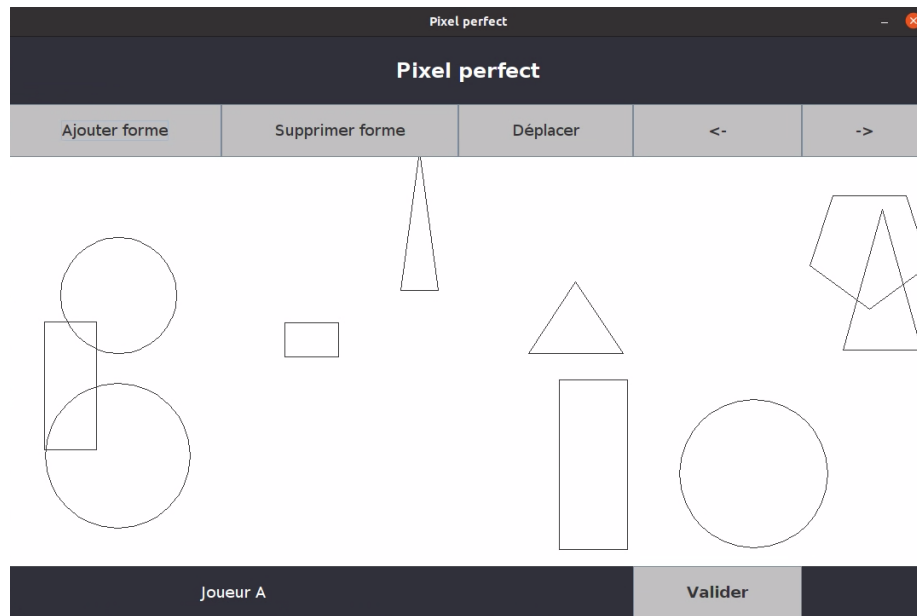 Pixel perfect
Pixel perfect
Ajouter forme Supprimer forme Déplacer <- ->
Joueur A Valider